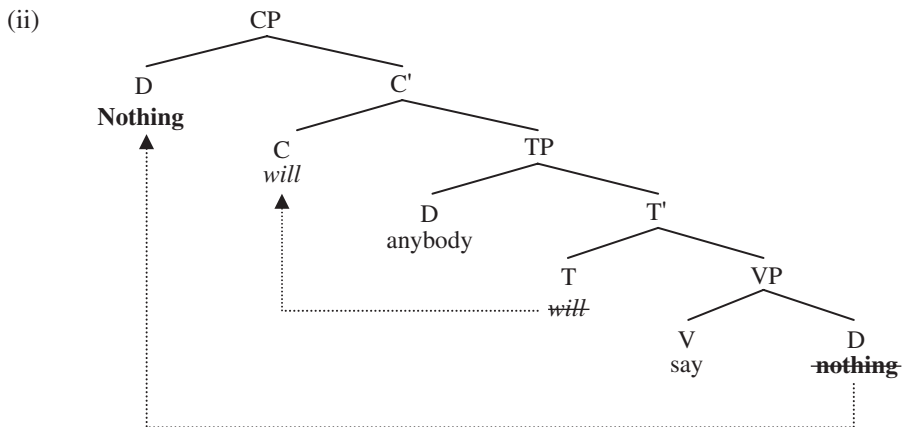 (ii) CP
D C'
Nothing
C TP
will
D T'
anybody
T VP
will
V D
say nothing